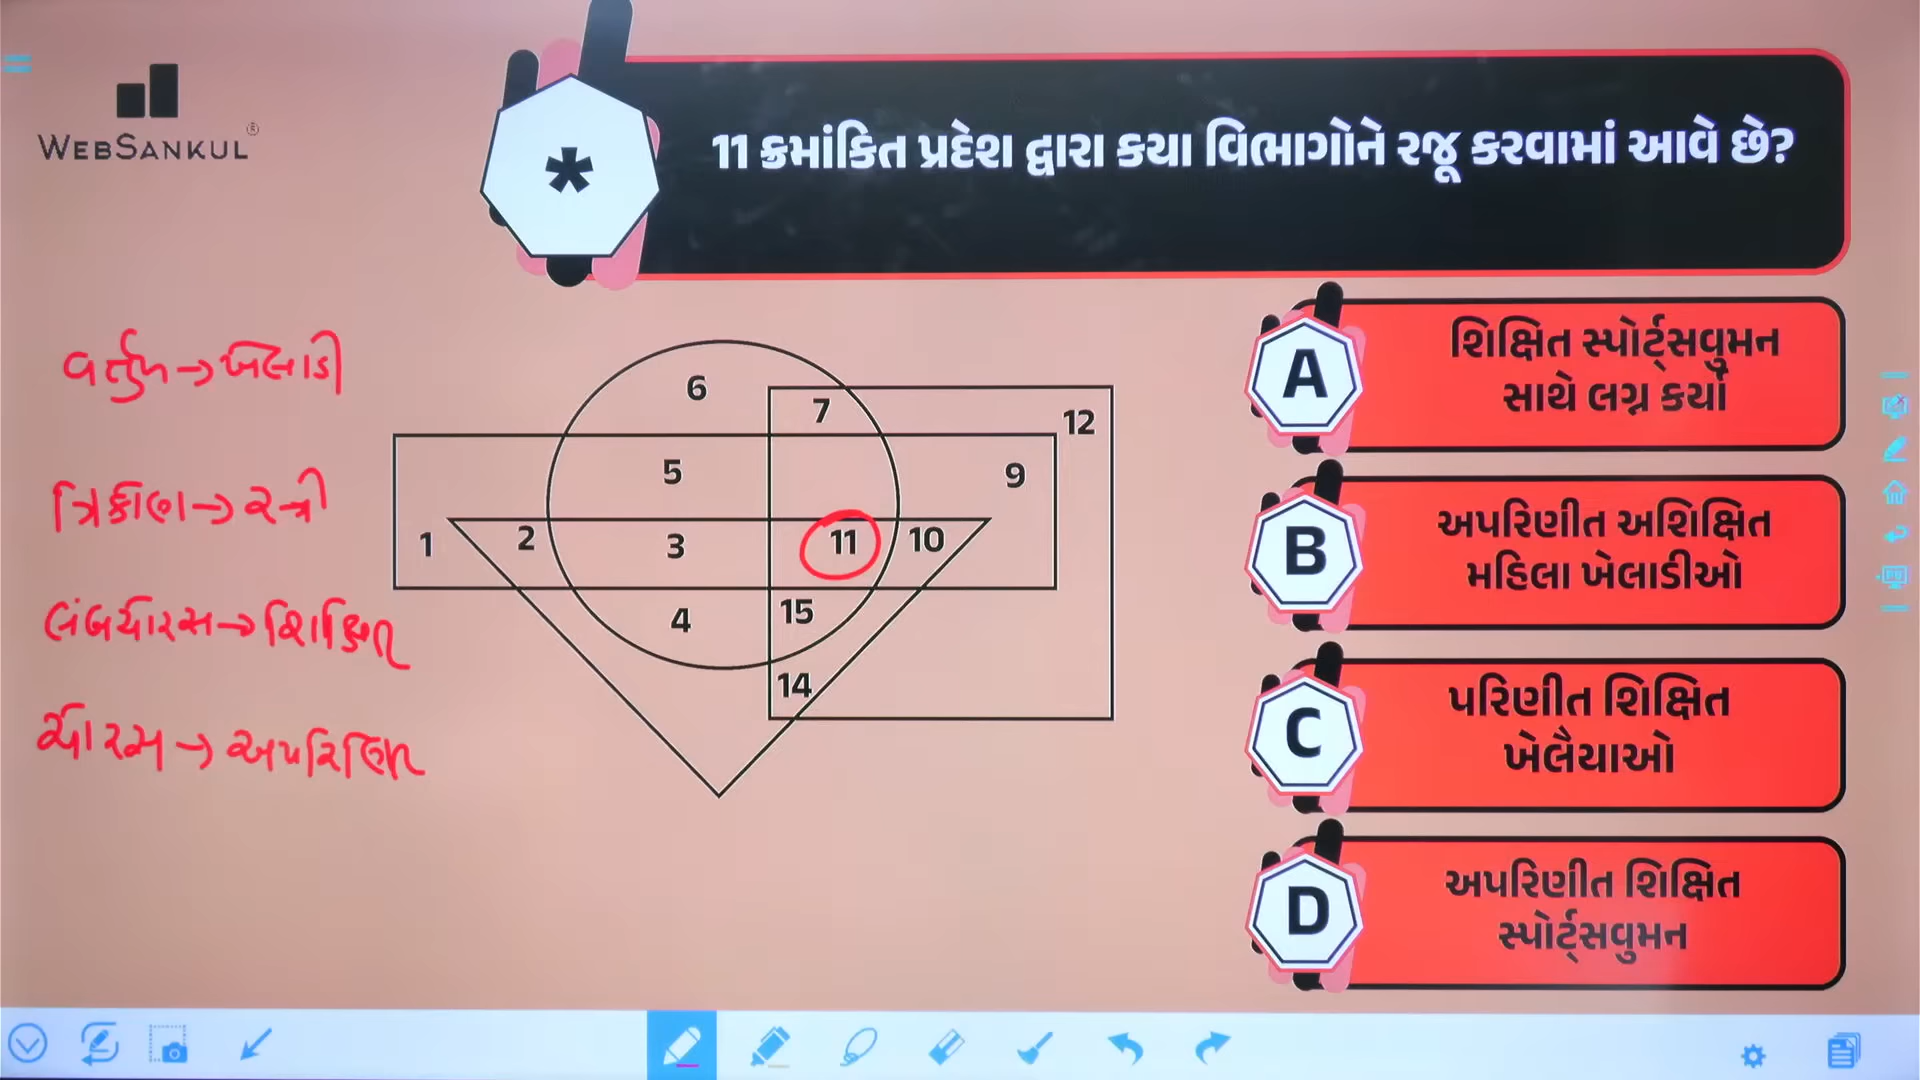 WEBSANKUL®
*
11 ક્રમાંકિત પ્રદેશ દ્વારા કયા વિભાગોને રજૂ કરવામાં આવે છે?
વર્તુળ → ખેલાડી
ત્રિકોણ → સ્ત્રી
લંબચોરસ → શિક્ષિત
ચોરસ → અપરિણિત
6
7
12
5
9
1
2
3
11
10
4
15
14
A
શિક્ષિત સ્પોર્ટ્સવુમન
સાથે લગ્ન કર્યાં
B
અપરિણીત અશિક્ષિત
મહિલા ખેલાડીઓ
C
પરિણીત શિક્ષિત
ખેલૈયાઓ
D
અપરિણીત શિક્ષિત
સ્પોર્ટ્સવુમન